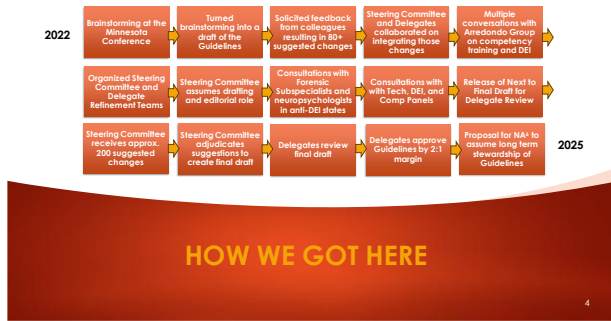 2022
Brainstorming at the
Minnesota
Conference
Turned
brainstorming into a
draft of the
Guidelines
Solicited feedback
from colleagues
resulting in 80+
suggested changes
Steering Committee
and Delegates
collaborated on
integrating those
changes
Multiple
conversations with
Arredondo Group
on competency
training and DEI
Organized Steering
Committee and
Delegate
Refinement Teams
Steering Committee
assumes drafting
and editorial role
Consultations with
Forensic
Subspecialists and
neuropsychologists
in anti-DEI states
Consultations with
with Tech, DEI, and
Comp Panels
Release of Next to
Final Draft for
Delegate Review
Steering Committee
receives approx.
200 suggested
changes
Steering Committee
adjudicates
suggestions to
create final draft
Delegates review
final draft
Delegates approve
Guidelines by 2:1
margin
Proposal for NA⁶ to
assume long term
stewardship of
Guidelines
2025
HOW WE GOT HERE
4